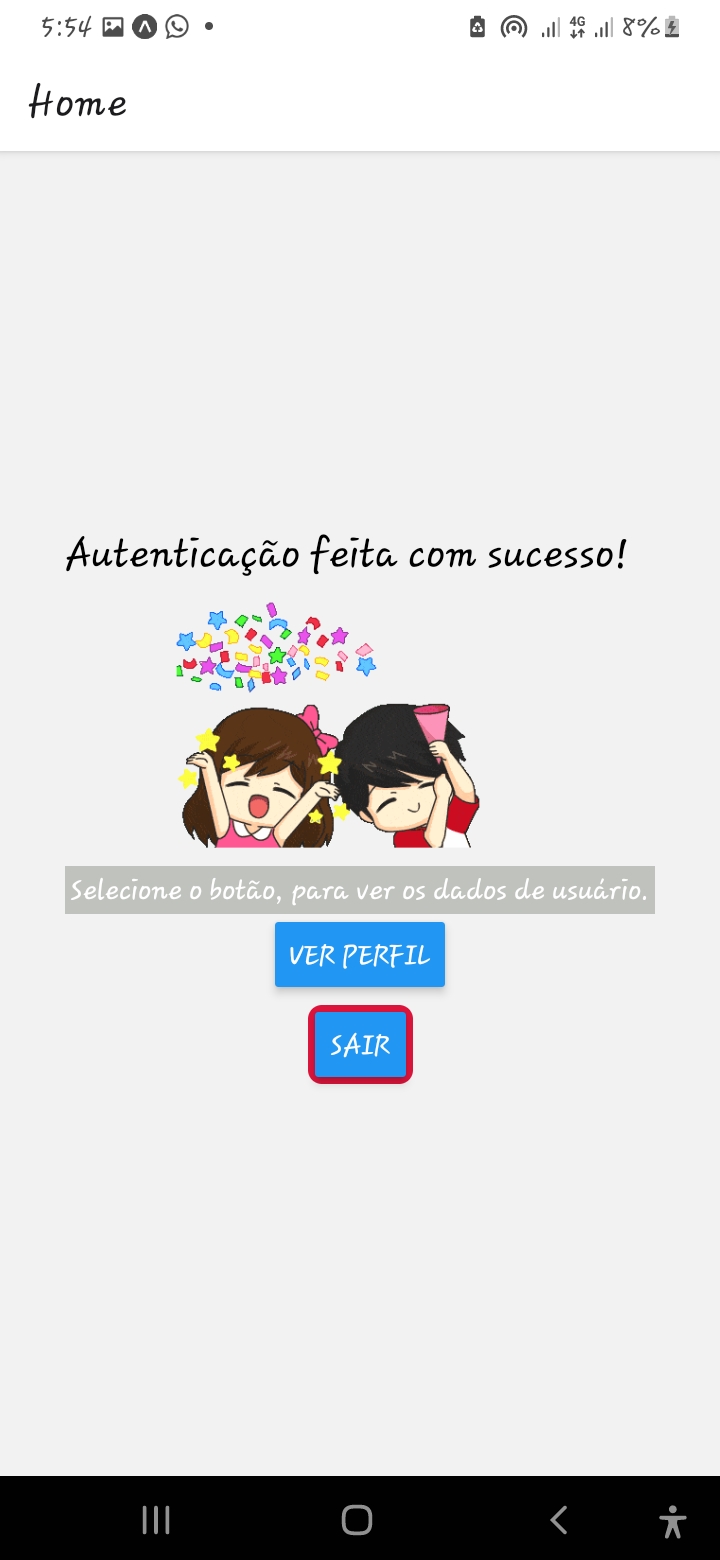 5:54
4G
8%
Home
Autenticação feita com sucesso!
Selecione o botão, para ver os dados de usuário.
VER PERFIL
SAIR